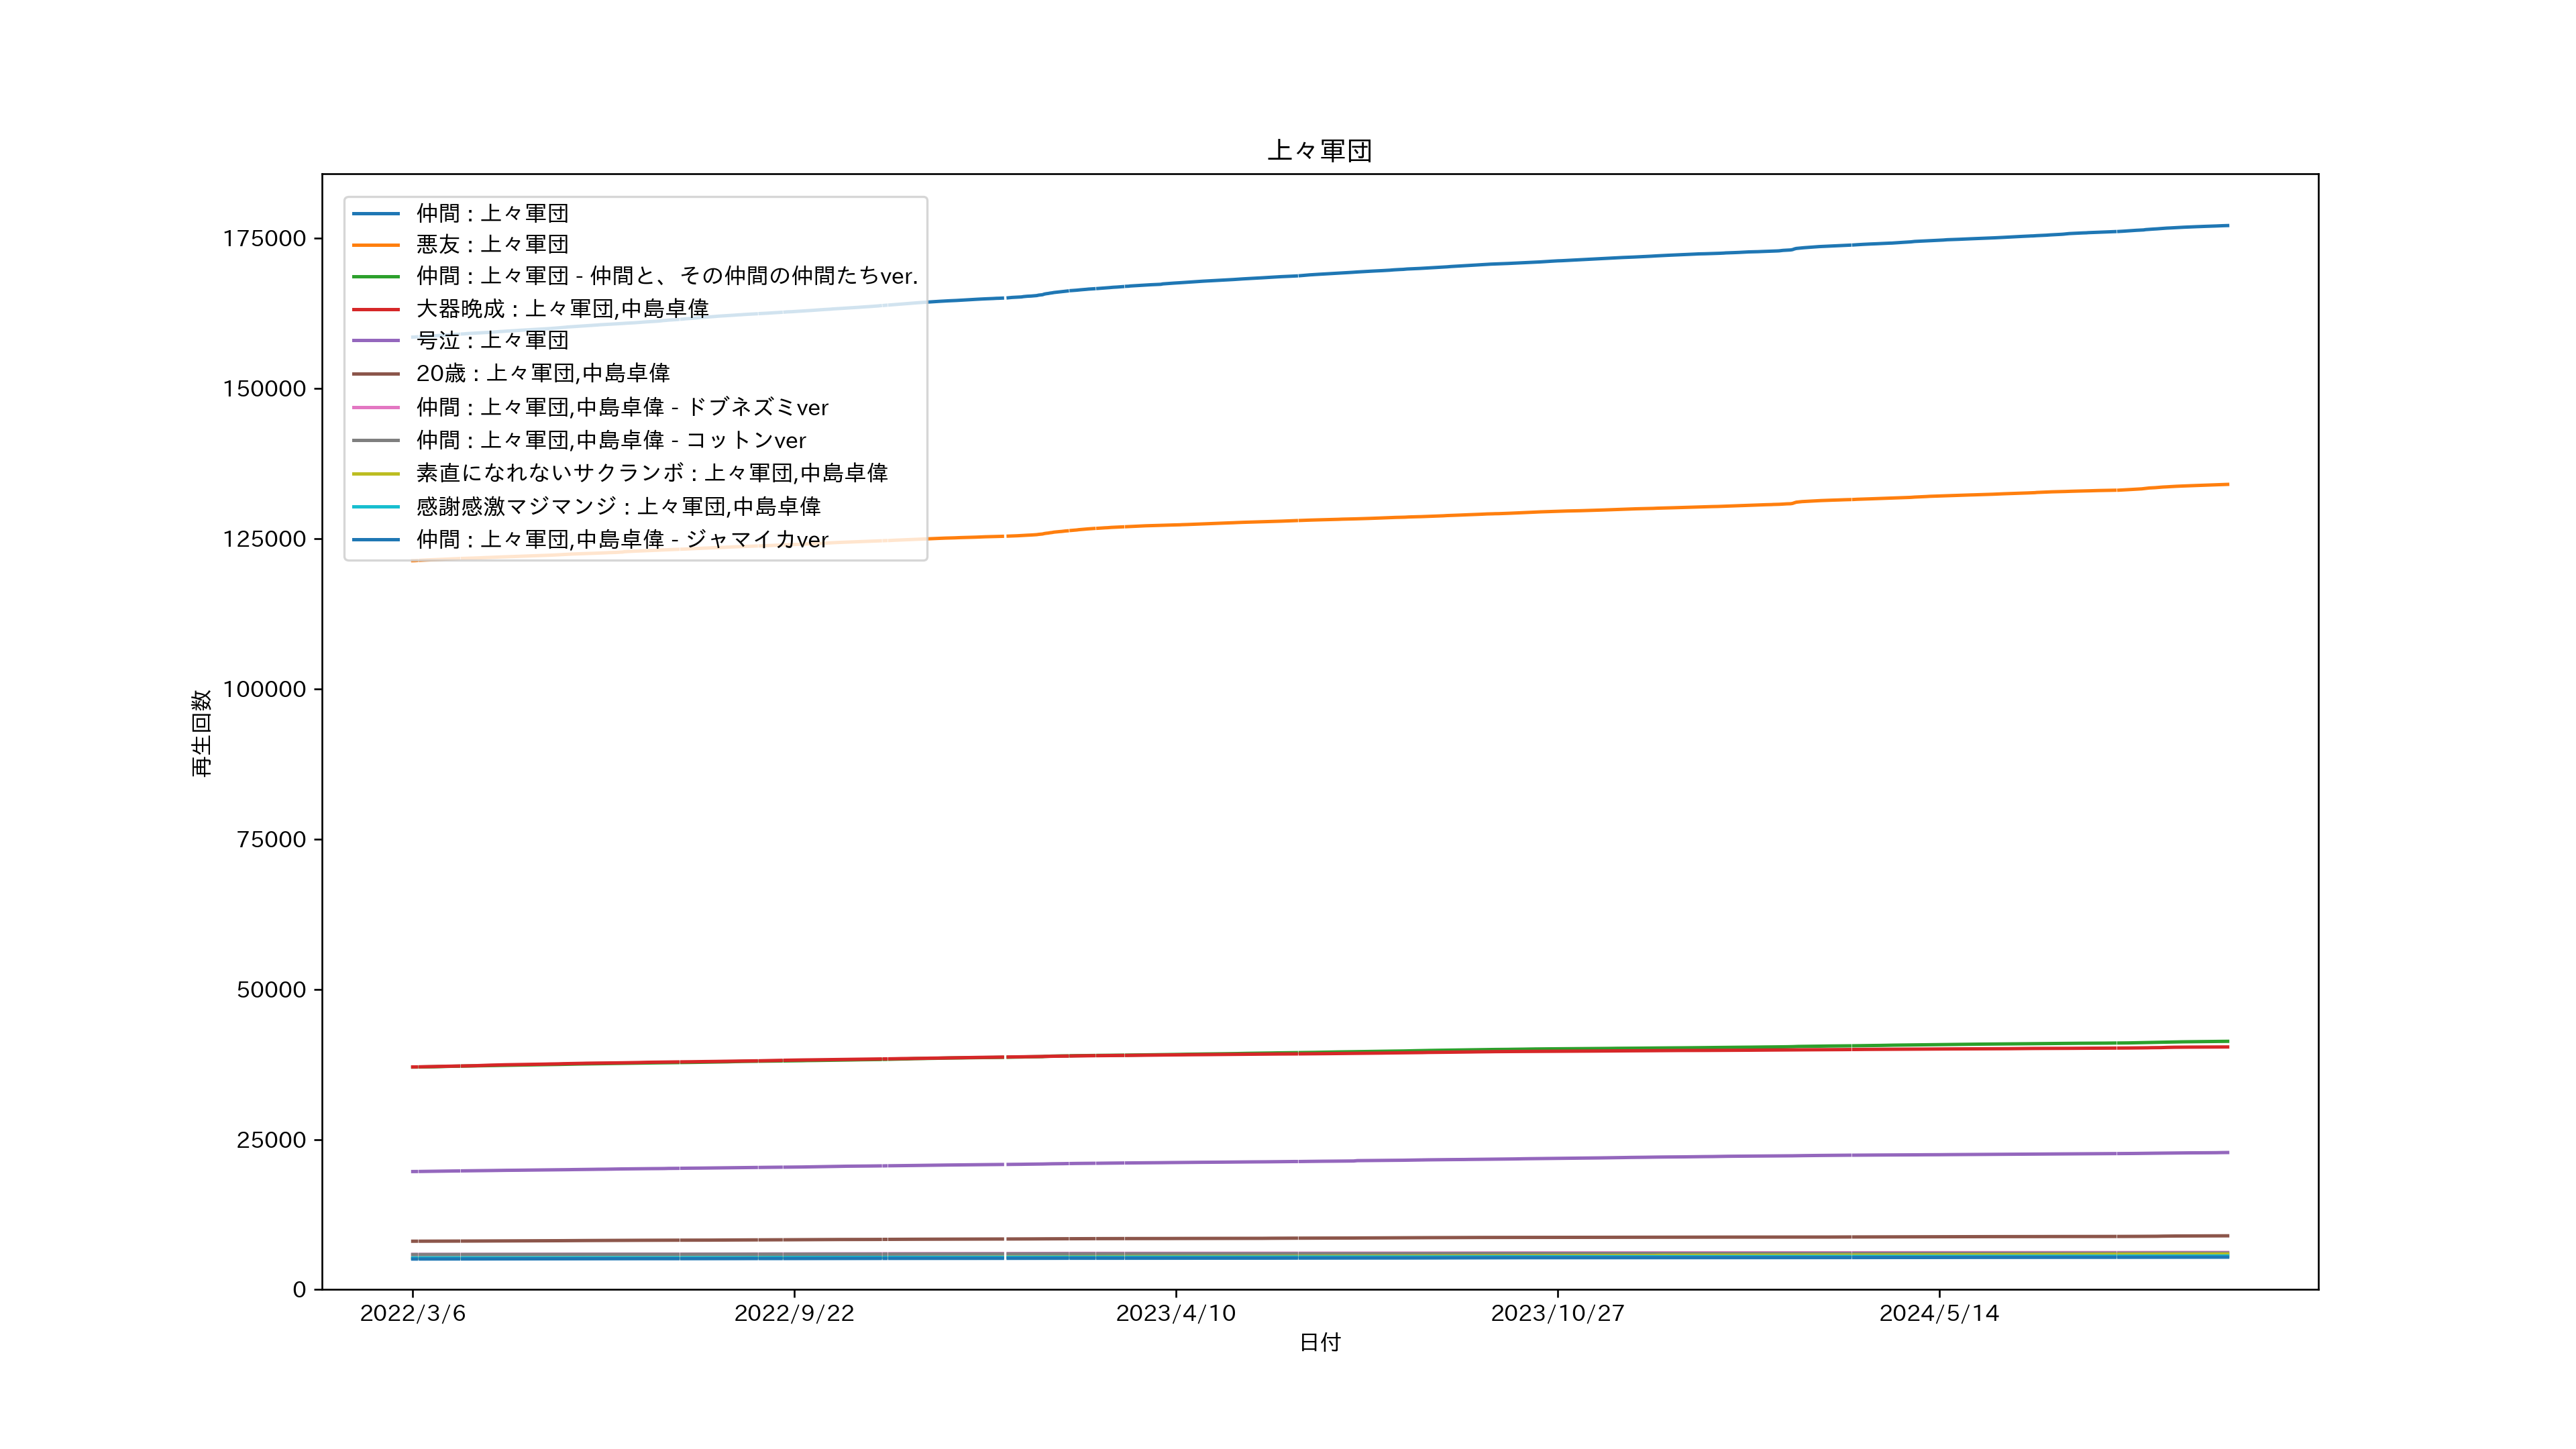 上々軍団
仲間 : 上々軍団
悪友 : 上々軍団
仲間 : 上々軍団 - 仲間と、その仲間の仲間たちver.
大器晩成 : 上々軍団,中島卓偉
号泣 : 上々軍団
20歳 : 上々軍団,中島卓偉
仲間 : 上々軍団,中島卓偉 - ドブネズミver
仲間 : 上々軍団,中島卓偉 - コットンver
素直になれないサクランボ : 上々軍団,中島卓偉
感謝感激マジマンジ : 上々軍団,中島卓偉
仲間 : 上々軍団,中島卓偉 - ジャマイカver
175000
150000
125000
100000
75000
50000
25000
0
再生回数
2022/3/6 2022/9/22 2023/4/10 2023/10/27 2024/5/14
日付